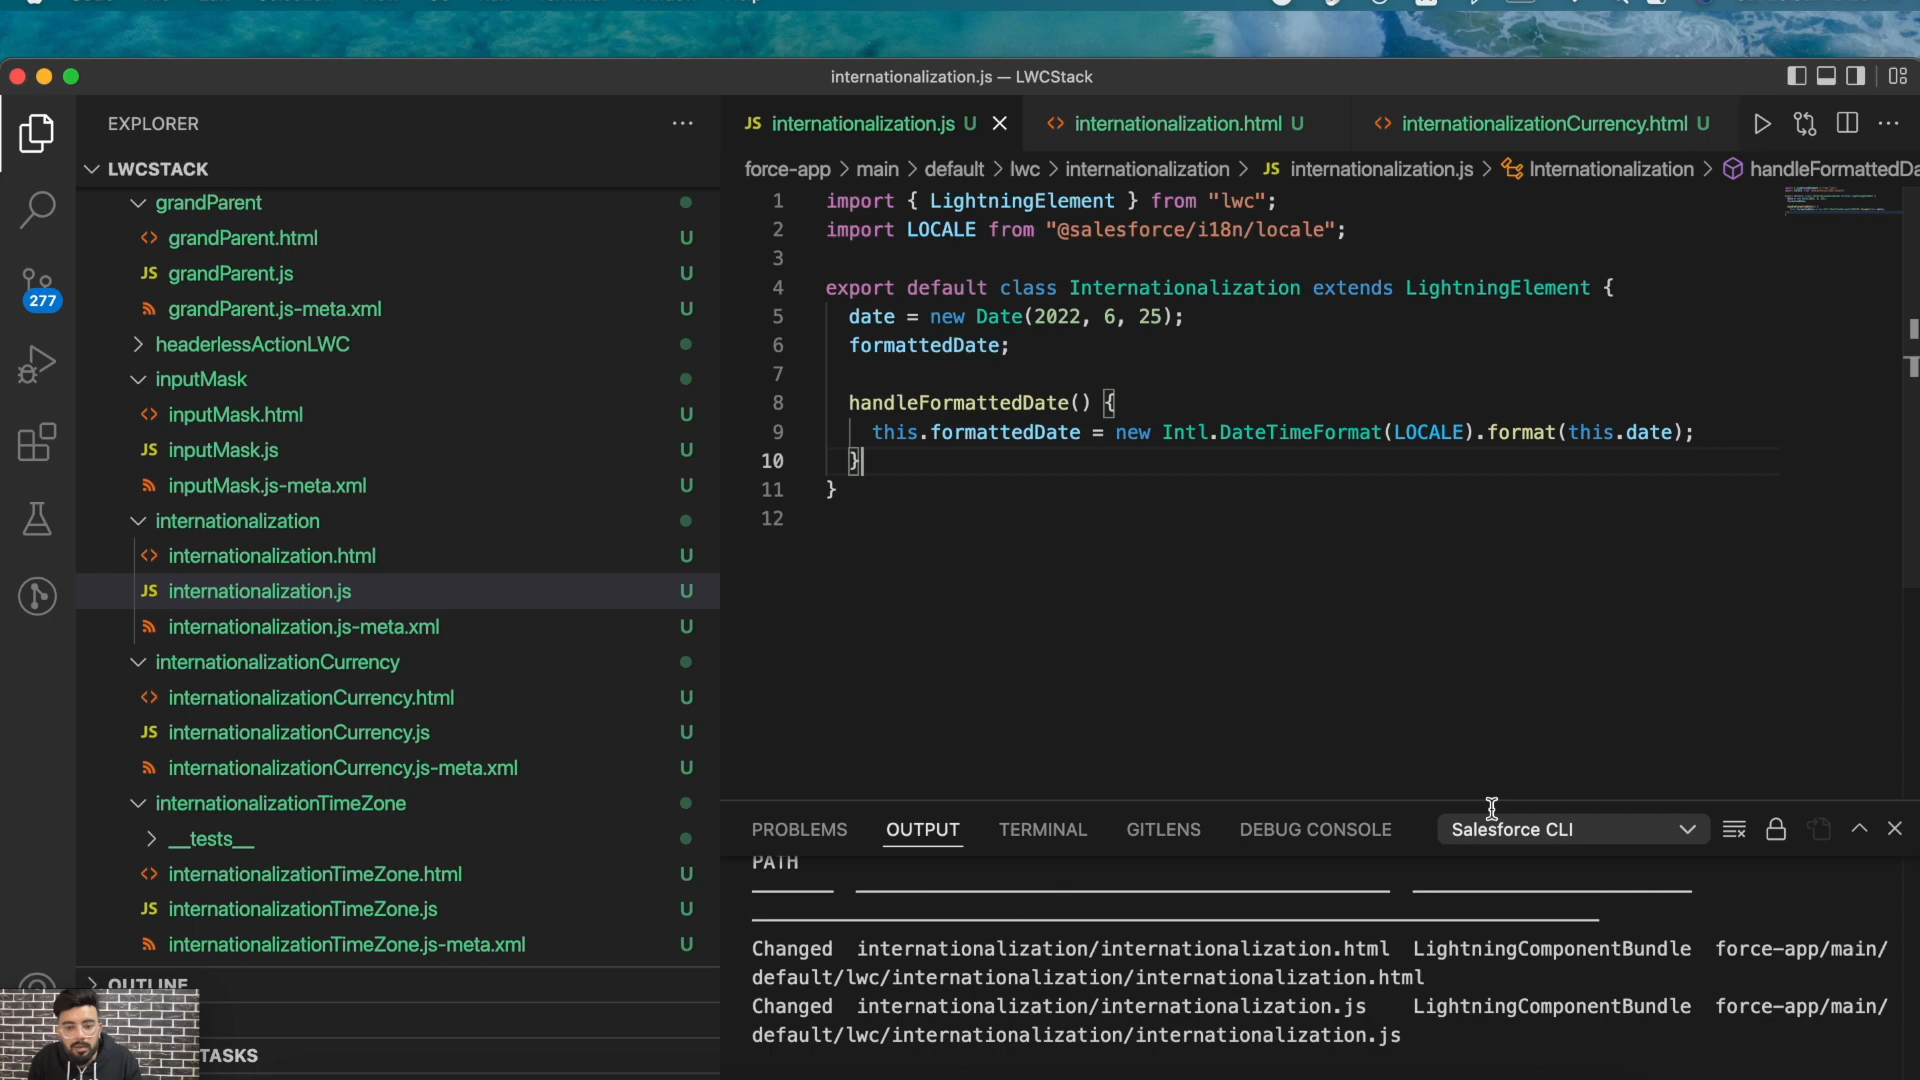 internationalization.js — LWCStack
EXPLORER
LWCSTACK
grandParent
grandParent.html U
JS grandParent.js U
grandParent.js-meta.xml U
headerlessActionLWC
inputMask
inputMask.html U
JS inputMask.js U
inputMask.js-meta.xml U
internationalization
internationalization.html U
JS internationalization.js U
internationalization.js-meta.xml U
internationalizationCurrency
internationalizationCurrency.html U
JS internationalizationCurrency.js U
internationalizationCurrency.js-meta.xml U
internationalizationTimeZone
__tests__
internationalizationTimeZone.html U
JS internationalizationTimeZone.js U
internationalizationTimeZone.js-meta.xml U
OUTLINE
TASKS
277
JS internationalization.js U internationalization.html U internationalizationCurrency.html U
force-app > main > default > lwc > internationalization > JS internationalization.js > Internationalization > handleFormattedDa
1 import { LightningElement } from "lwc";
2 import LOCALE from "@salesforce/i18n/locale";
3
4 export default class Internationalization extends LightningElement {
5 date = new Date(2022, 6, 25);
6 formattedDate;
7
8 handleFormattedDate() {
9 this.formattedDate = new Intl.DateTimeFormat(LOCALE).format(this.date);
10 }
11 }
12
PROBLEMS OUTPUT TERMINAL GITLENS DEBUG CONSOLE Salesforce CLI
PATH
Changed internationalization/internationalization.html LightningComponentBundle force-app/main/
default/lwc/internationalization/internationalization.html
Changed internationalization/internationalization.js LightningComponentBundle force-app/main/
default/lwc/internationalization/internationalization.js